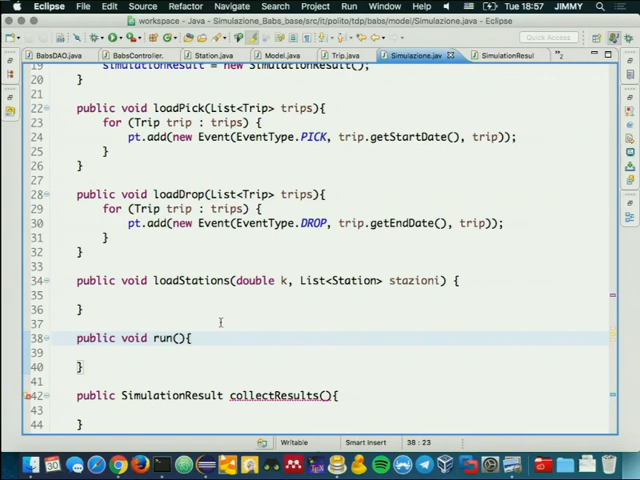 Eclipse File Edit Source Refactor Navigate Search Project Run Window Help Tue 18:57 JIMMY
workspace - Java - Simulazione_Babs_base/src/it/polito/tdp/babs/model/Simulazione.java - Eclipse
Quick Access
BabsDAO.java BabsController. Station.java Model.java Trip.java Simulazione.jav SimulationResul »2
19 simulationResult = new SimulationResult();
20 }
21
22 public void loadPick(List<Trip> trips){
23 for (Trip trip : trips) {
24 pt.add(new Event(EventType.PICK, trip.getStartDate(), trip));
25 }
26 }
27
28 public void loadDrop(List<Trip> trips){
29 for (Trip trip : trips) {
30 pt.add(new Event(EventType.DROP, trip.getEndDate(), trip));
31 }
32 }
33
34 public void loadStations(double k, List<Station> stazioni) {
35
36 }
37
38 public void run(){
39
40 }
41
42 public SimulationResult collectResults(){
43
44 }
Writable Smart Insert 38 : 23